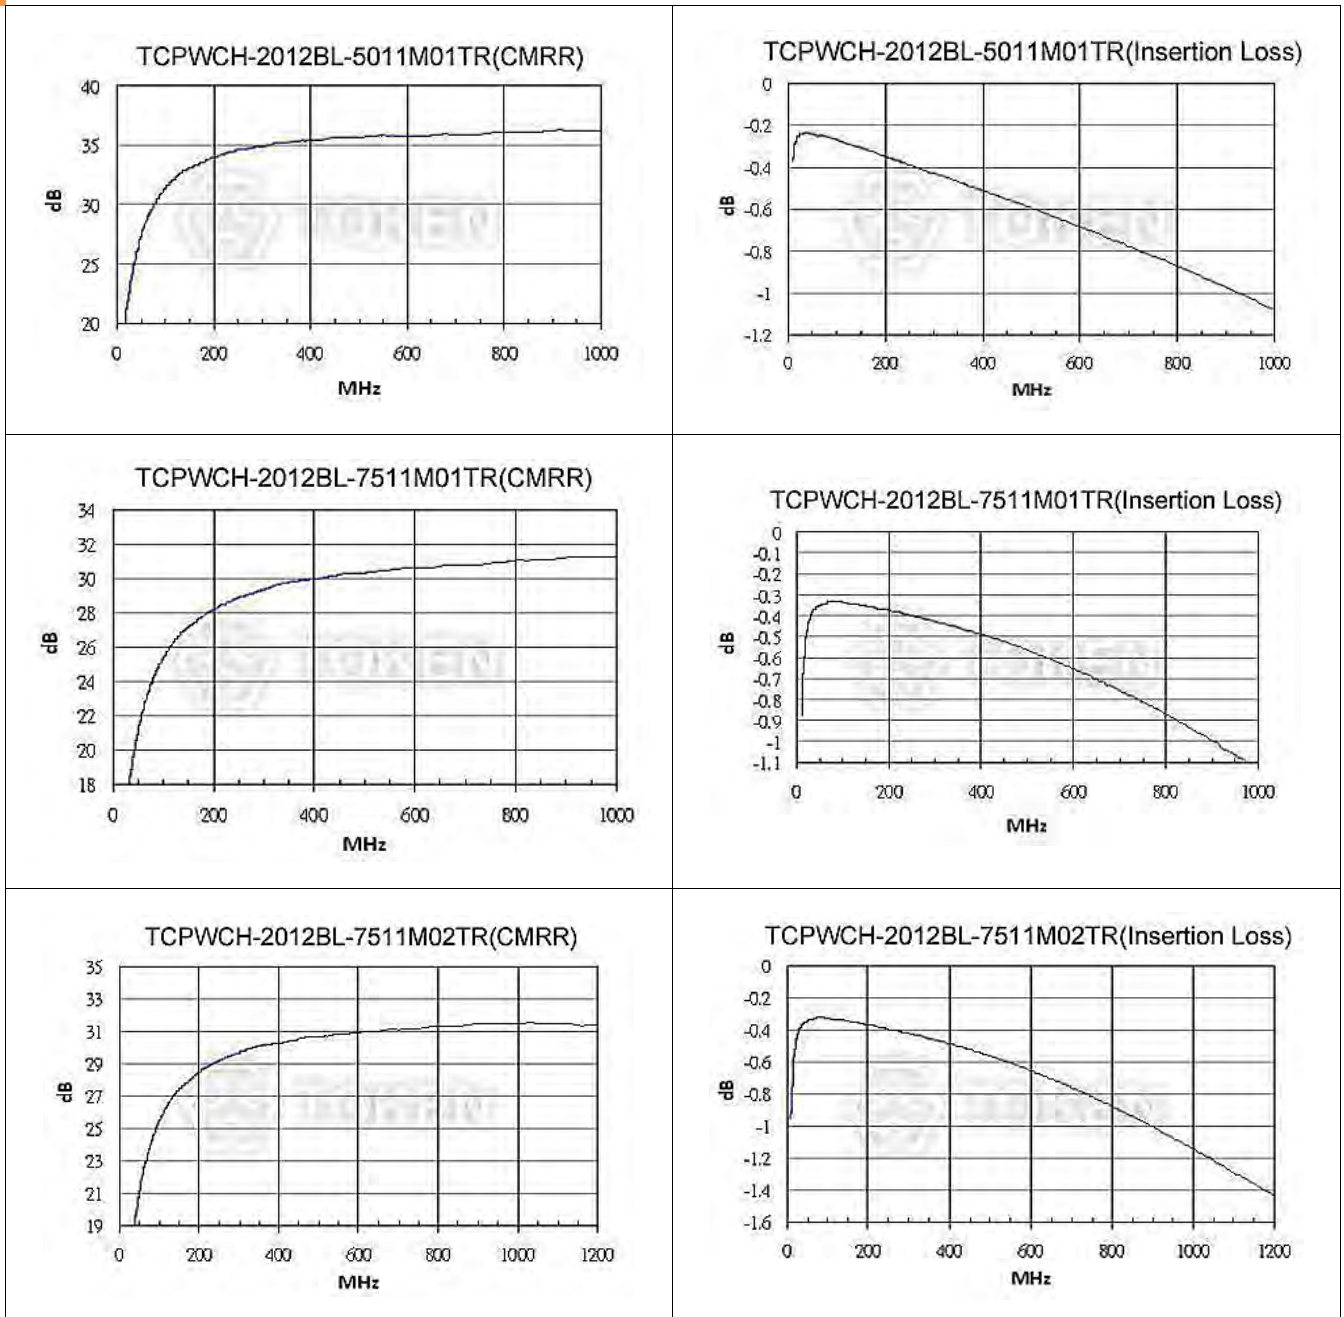 TCPWCH-2012BL-5011M01TR(CMRR)
40
35
30
25
20
dB
0 200 400 600 800 1000
MHz
TCPWCH-2012BL-5011M01TR(Insertion Loss)
0
-0.2
-0.4
-0.6
-0.8
-1
-1.2
dB
0 200 400 600 800 1000
MHz
TCPWCH-2012BL-7511M01TR(CMRR)
34
32
30
28
26
24
22
20
18
dB
0 200 400 600 800 1000
MHz
TCPWCH-2012BL-7511M01TR(Insertion Loss)
0
-0.1
-0.2
-0.3
-0.4
-0.5
-0.6
-0.7
-0.8
-0.9
-1
-1.1
dB
0 200 400 600 800 1000
MHz
TCPWCH-2012BL-7511M02TR(CMRR)
35
33
31
29
27
25
23
21
19
dB
0 200 400 600 800 1000 1200
MHz
TCPWCH-2012BL-7511M02TR(Insertion Loss)
0
-0.2
-0.4
-0.6
-0.8
-1
-1.2
-1.4
-1.6
dB
0 200 400 600 800 1000 1200
MHz